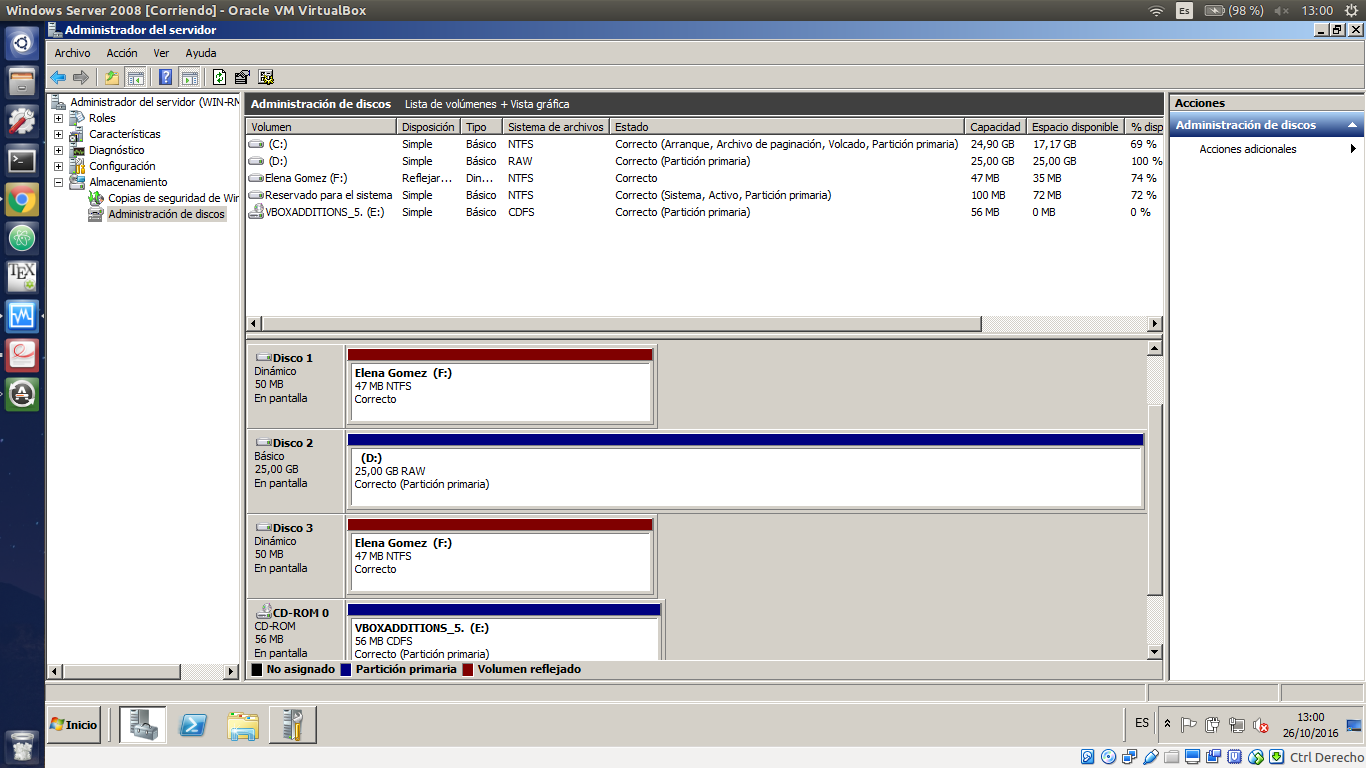 Windows Server 2008 [Corriendo] - Oracle VM VirtualBox
Es (98 %) 13:00
Administrador del servidor
Archivo Acción Ver Ayuda
Administrador del servidor (WIN-RN
Roles
Características
Diagnóstico
Configuración
Almacenamiento
Copias de seguridad de Wir
Administración de discos
Administración de discos Lista de volúmenes + Vista gráfica
Volumen Disposición Tipo Sistema de archivos Estado Capacidad Espacio disponible % disp
(C:) Simple Básico NTFS Correcto (Arranque, Archivo de paginación, Volcado, Partición primaria) 24,90 GB 17,17 GB 69 %
(D:) Simple Básico RAW Correcto (Partición primaria) 25,00 GB 25,00 GB 100 %
Elena Gomez (F:) Reflejar... Din... NTFS Correcto 47 MB 35 MB 74 %
Reservado para el sistema Simple Básico NTFS Correcto (Sistema, Activo, Partición primaria) 100 MB 72 MB 72 %
VBOXADDITIONS_5. (E:) Simple Básico CDFS Correcto (Partición primaria) 56 MB 0 MB 0 %
Disco 1
Dinámico
50 MB
En pantalla
Elena Gomez (F:)
47 MB NTFS
Correcto
Disco 2
Básico
25,00 GB
En pantalla
(D:)
25,00 GB RAW
Correcto (Partición primaria)
Disco 3
Dinámico
50 MB
En pantalla
Elena Gomez (F:)
47 MB NTFS
Correcto
CD-ROM 0
CD-ROM
56 MB
En pantalla
VBOXADDITIONS_5. (E:)
56 MB CDFS
Correcto (Partición primaria)
No asignado Partición primaria Volumen reflejado
Acciones
Administración de discos
Acciones adicionales
Inicio
ES
13:00
26/10/2016
Ctrl Derecho